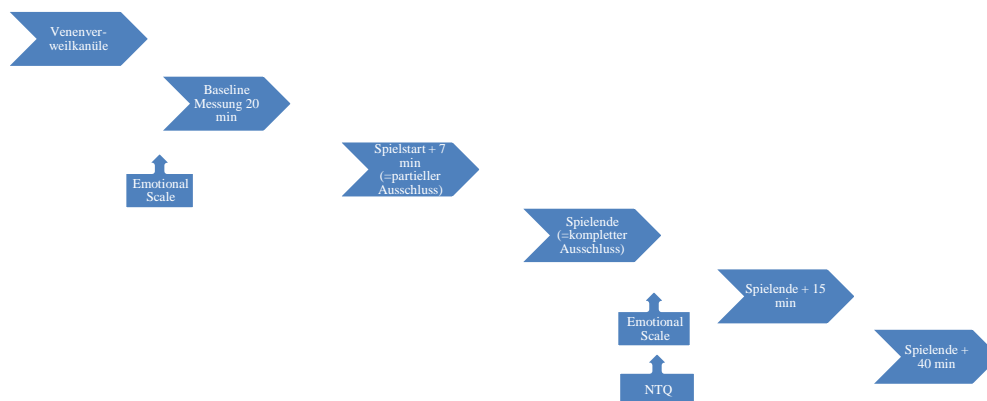 Venenver-
weilkanüle
Baseline
Messung 20
min
Emotional
Scale
Spielstart + 7
min
(=partieller
Ausschluss)
Spielende
(=kompletter
Ausschluss)
Emotional
Scale
NTQ
Spielende + 15
min
Spielende +
40 min